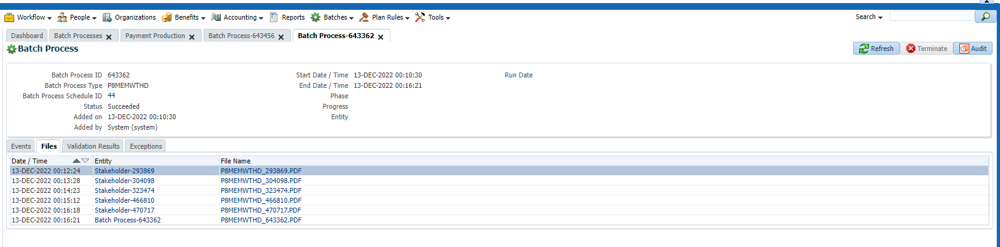 Workflow People Organizations Benefits Accounting Reports Batches Plan Rules Tools Search
Dashboard Batch Processes Payment Production Batch Process-643456 Batch Process-643362
Batch Process Refresh Terminate Audit
Batch Process ID 643362 Start Date / Time 13-DEC-2022 00:10:30 Run Date
Batch Process Type P8MEMWTHD End Date / Time 13-DEC-2022 00:16:21
Batch Process Schedule ID 44 Phase
Status Succeeded Progress
Added on 13-DEC-2022 00:10:30 Entity
Added by System (system)
Events Files Validation Results Exceptions
Date / Time Entity File Name
13-DEC-2022 00:12:24 Stakeholder-293869 P8MEMWTHD_293869.PDF
13-DEC-2022 00:13:28 Stakeholder-304098 P8MEMWTHD_304098.PDF
13-DEC-2022 00:14:23 Stakeholder-323474 P8MEMWTHD_323474.PDF
13-DEC-2022 00:15:12 Stakeholder-466810 P8MEMWTHD_466810.PDF
13-DEC-2022 00:16:18 Stakeholder-470717 P8MEMWTHD_470717.PDF
13-DEC-2022 00:16:21 Batch Process-643362 P8MEMWTHD_643362.PDF